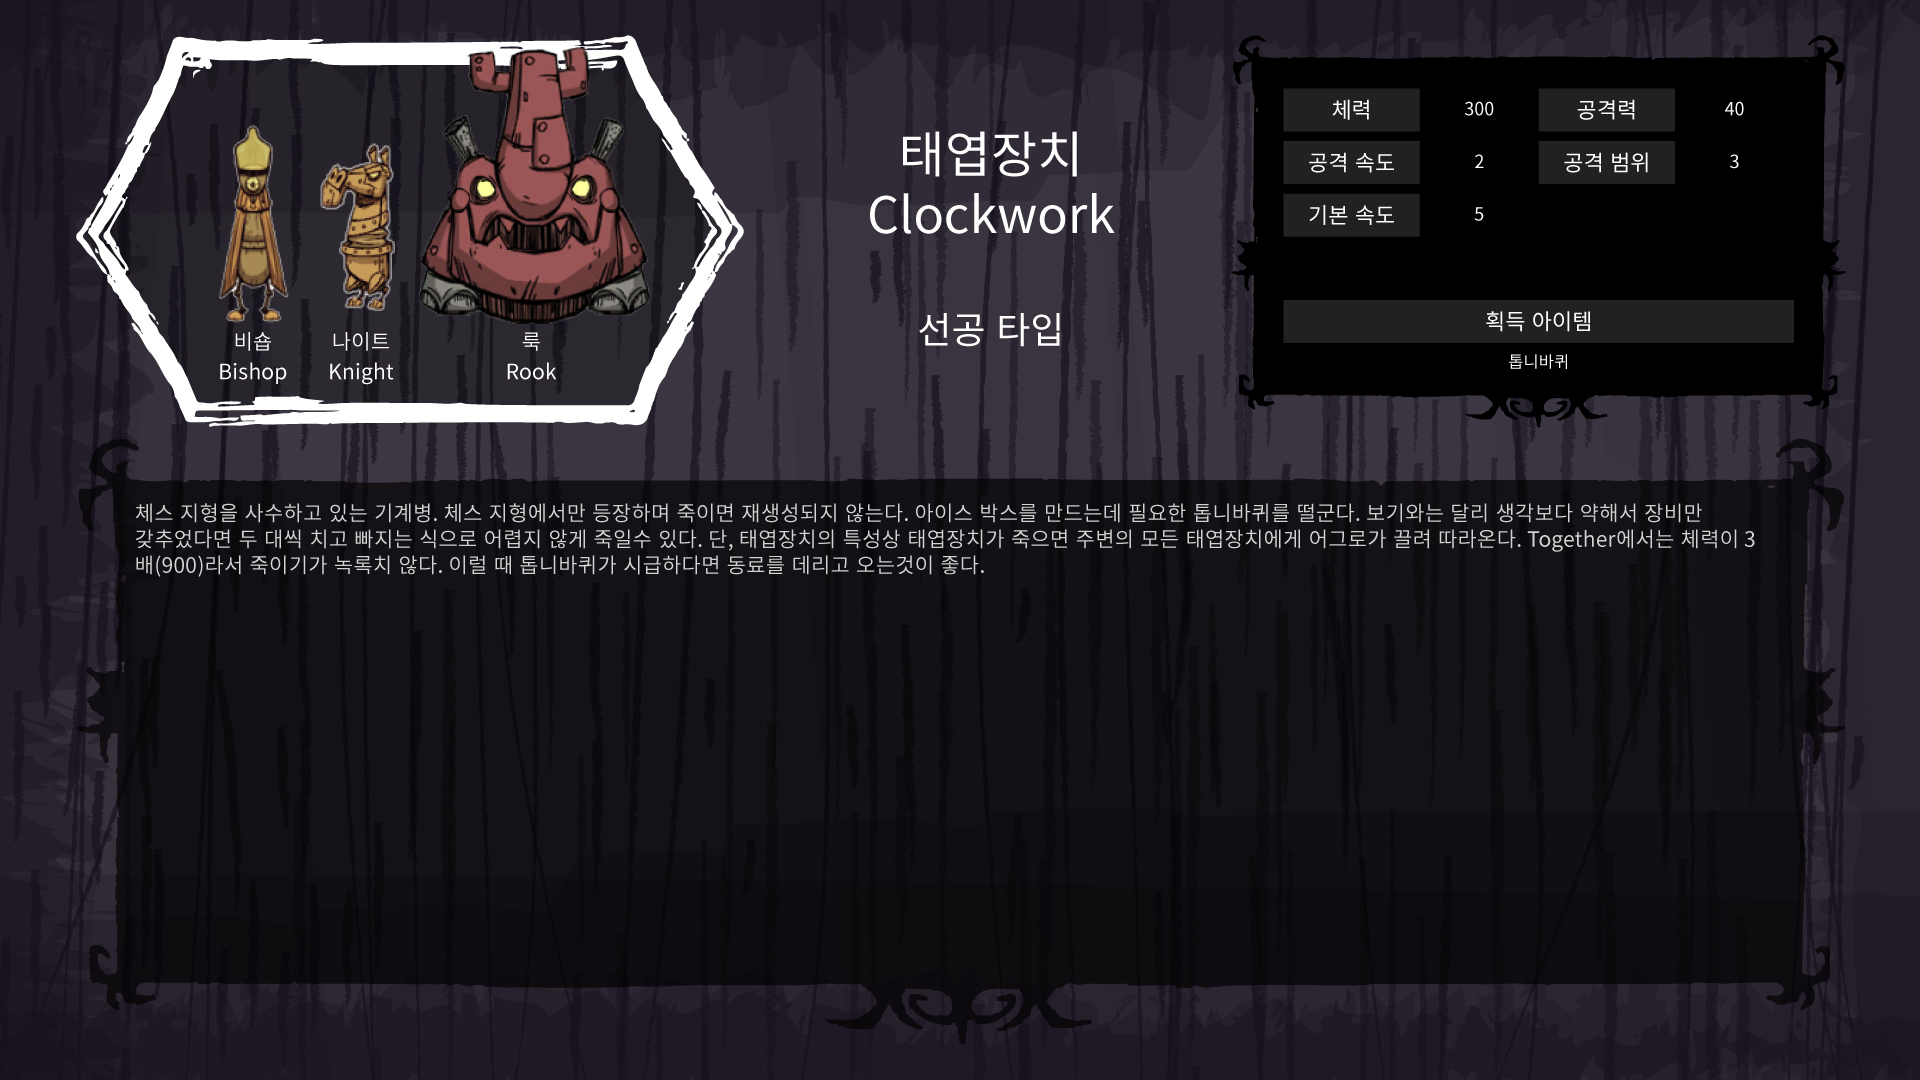 비숍
Bishop
나이트
Knight
룩
Rook
태엽장치
Clockwork
선공 타입
체력 300 공격력 40
공격 속도 2 공격 범위 3
기본 속도 5
획득 아이템
톱니바퀴
체스 지형을 사수하고 있는 기계병. 체스 지형에서만 등장하며 죽이면 재생성되지 않는다. 아이스 박스를 만드는데 필요한 톱니바퀴를 떨군다. 보기와는 달리 생각보다 약해서 장비만
갖추었다면 두 대씩 치고 빠지는 식으로 어렵지 않게 죽일수 있다. 단, 태엽장치의 특성상 태엽장치가 죽으면 주변의 모든 태엽장치에게 어그로가 끌려 따라온다. Together에서는 체력이 3
배(900)라서 죽이기가 녹록치 않다. 이럴 때 톱니바퀴가 시급하다면 동료를 데리고 오는것이 좋다.